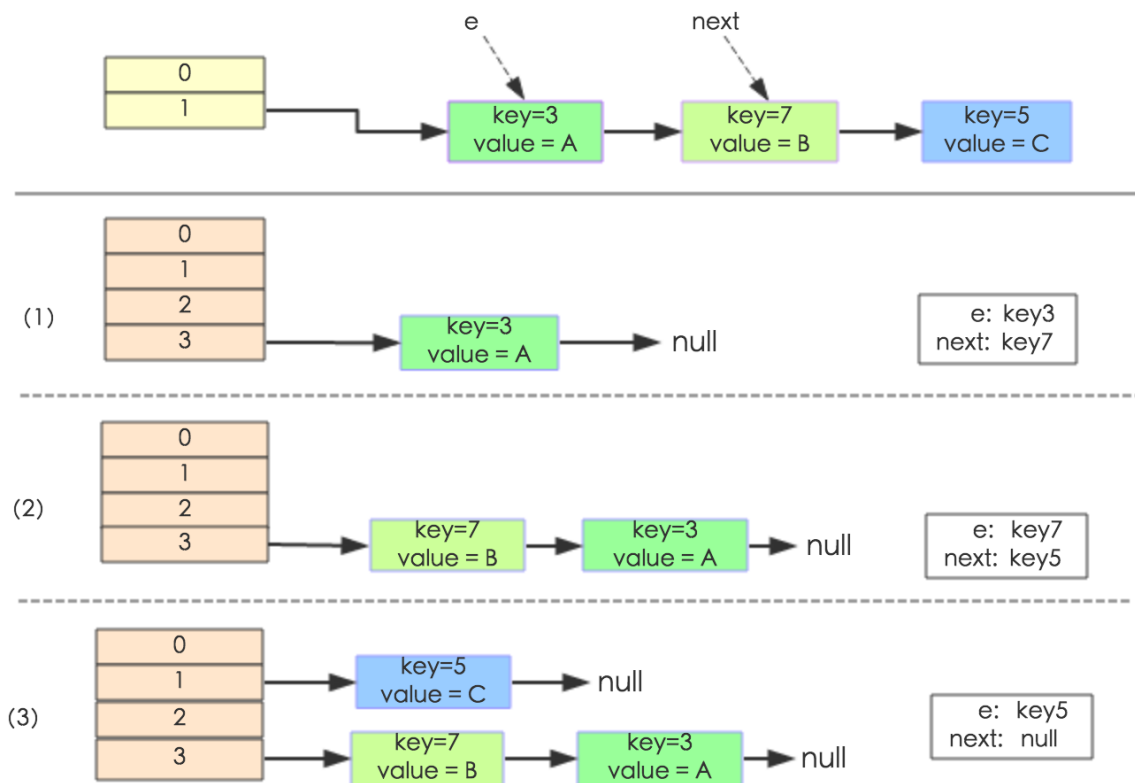 e
next
0
1
key=3
value = A
key=7
value = B
key=5
value = C
(1)
0
1
2
3
key=3
value = A
null
e: key3
next: key7
(2)
0
1
2
3
key=7
value = B
key=3
value = A
null
e: key7
next: key5
(3)
0
1
2
3
key=5
value = C
null
key=7
value = B
key=3
value = A
null
e: key5
next: null